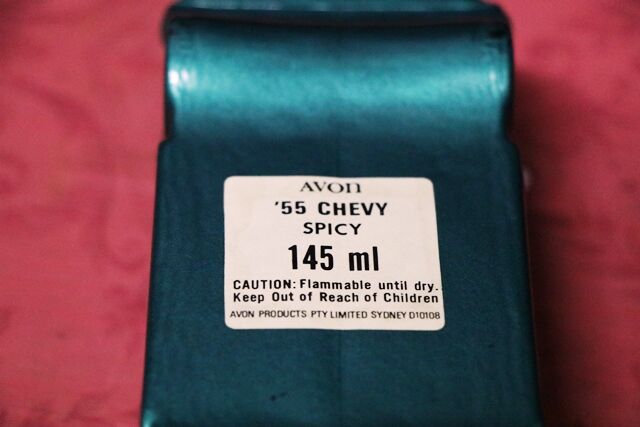 AVON
'55 CHEVY
SPICY
145 ml
CAUTION: Flammable until dry.
Keep Out of Reach of Children
AVON PRODUCTS PTY LIMITED SYDNEY D10108